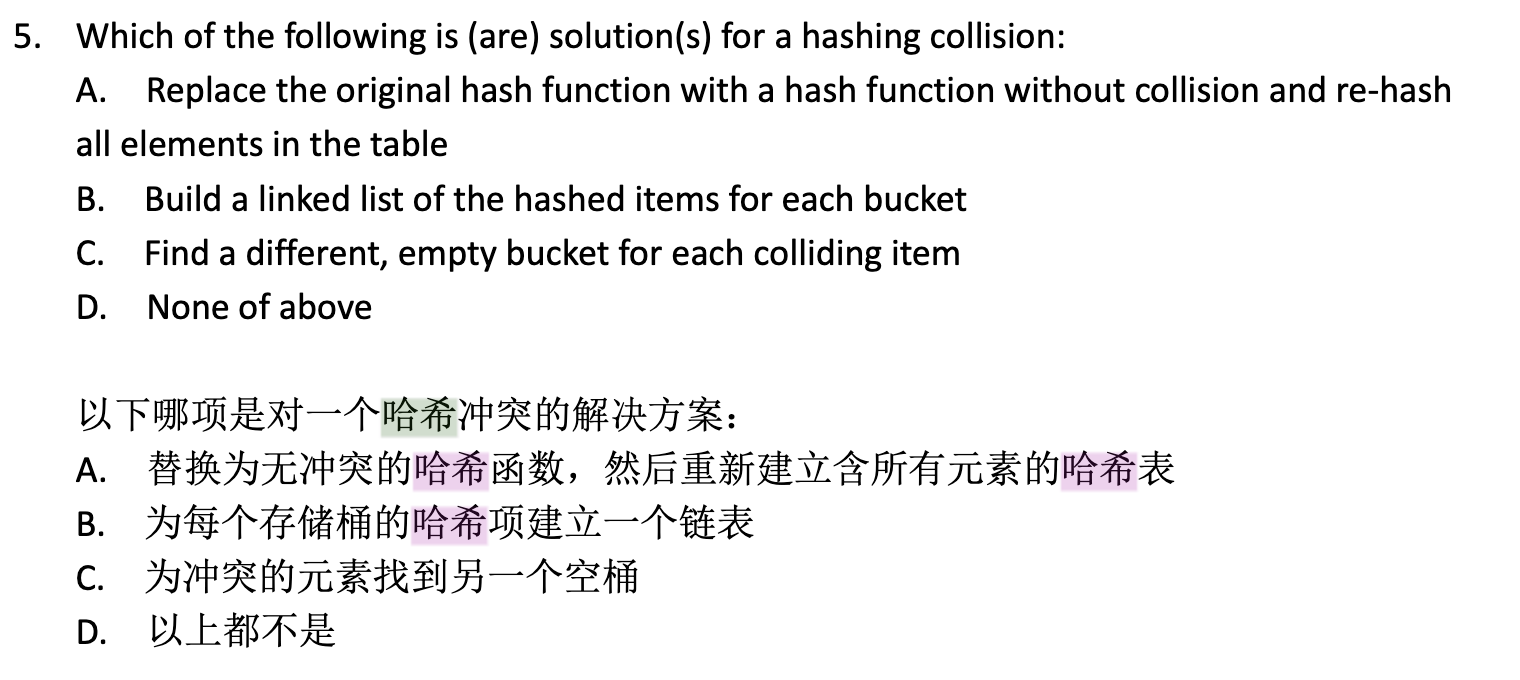 5. Which of the following is (are) solution(s) for a hashing collision:
A. Replace the original hash function with a hash function without collision and re-hash
all elements in the table
B. Build a linked list of the hashed items for each bucket
C. Find a different, empty bucket for each colliding item
D. None of above
以下哪项是对一个哈希冲突的解决方案：
A. 替换为无冲突的哈希函数，然后重新建立含所有元素的哈希表
B. 为每个存储桶的哈希项建立一个链表
C. 为冲突的元素找到另一个空桶
D. 以上都不是